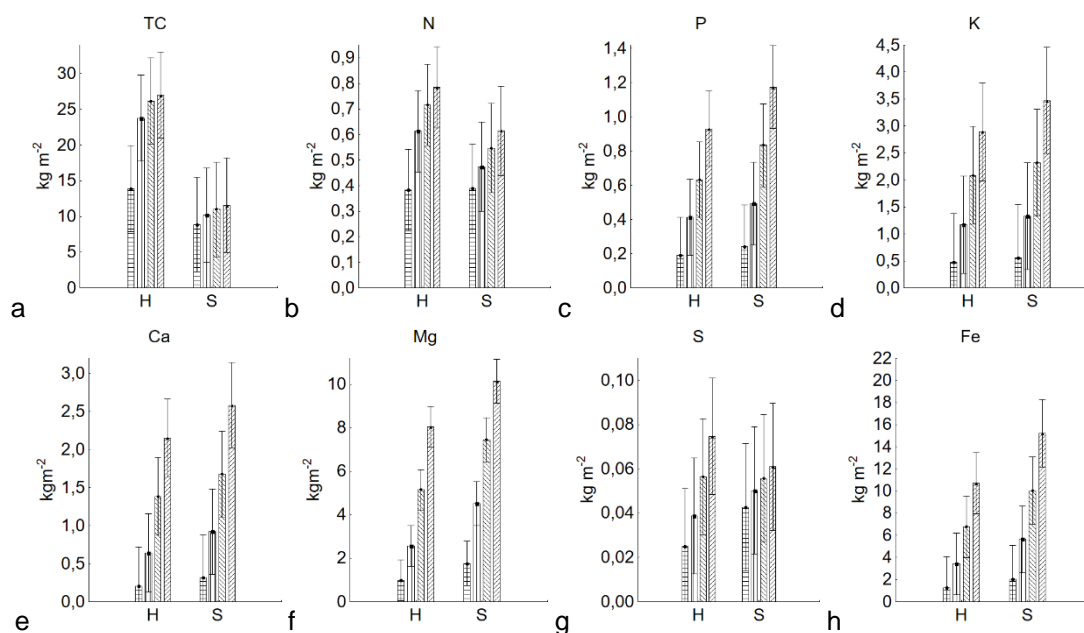 TC
kg m-2
35
30
25
20
15
10
5
0
H S
a
N
0,9
0,8
0,7
0,6
0,5
0,4
0,3
0,2
0,1
0,0
H S
b
P
kg m-2
1,4
1,2
1,0
0,8
0,6
0,4
0,2
0,0
H S
c
K
kg m-2
4,5
4,0
3,5
3,0
2,5
2,0
1,5
1,0
0,5
0,0
H S
d
Ca
kgm-2
3,0
2,5
2,0
1,5
1,0
0,5
0,0
H S
e
Mg
kgm-2
10
8
6
4
2
0
H S
f
S
kg m-2
0,10
0,08
0,06
0,04
0,02
0,00
H S
g
Fe
kg m-2
22
20
18
16
14
12
10
8
6
4
2
0
H S
h